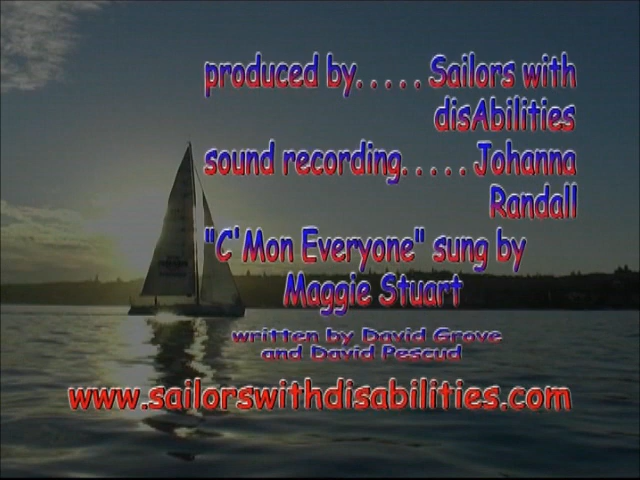 produced by. . . . . Sailors with
disAbilities
sound recording. . . . . Johanna
Randall
"C'Mon Everyone" sung by
Maggie Stuart
written by David Grove
and David Pescud
www.sailorswithdisabilities.com